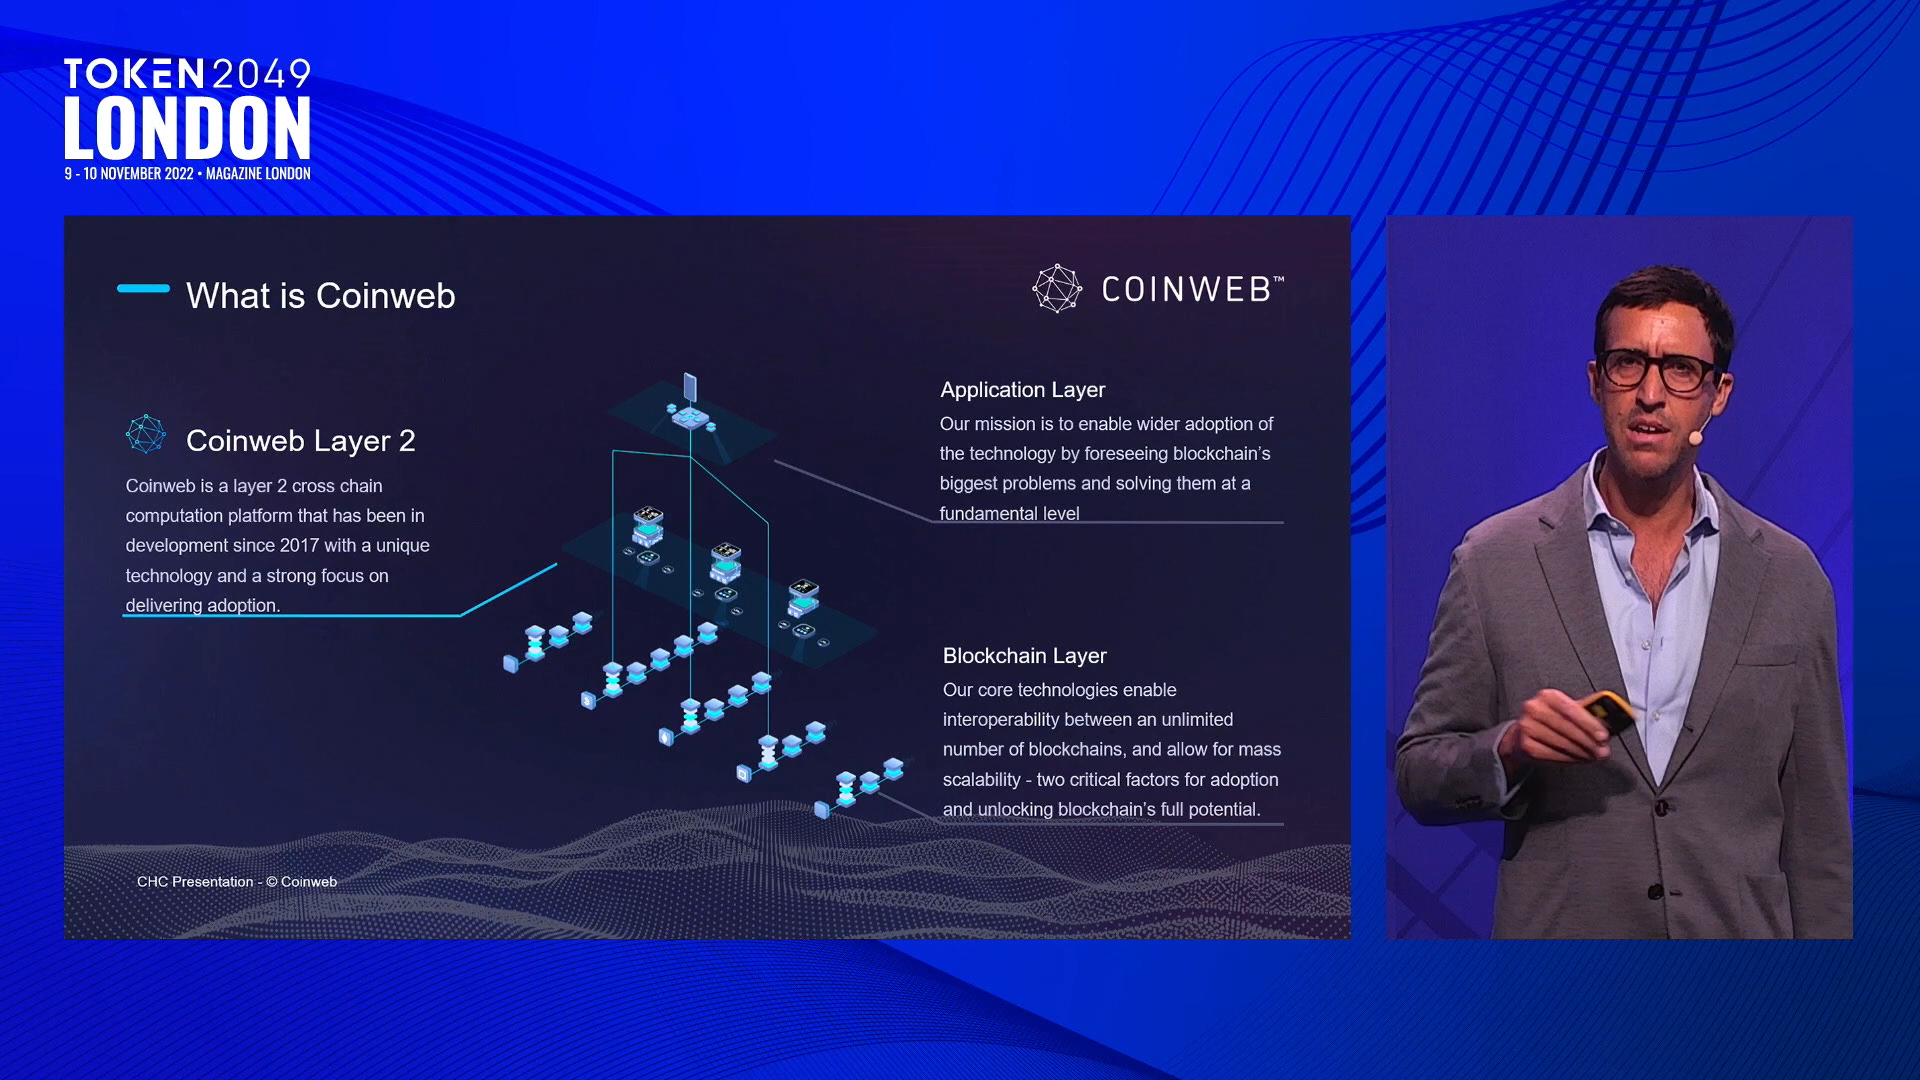 TOKEN2049
LONDON
9 - 10 NOVEMBER 2022 • MAGAZINE LONDON
What is Coinweb
COINWEB™
Coinweb Layer 2
Coinweb is a layer 2 cross chain
computation platform that has been in
development since 2017 with a unique
technology and a strong focus on
delivering adoption.
Application Layer
Our mission is to enable wider adoption of
the technology by foreseeing blockchain’s
biggest problems and solving them at a
fundamental level
Blockchain Layer
Our core technologies enable
interoperability between an unlimited
number of blockchains, and allow for mass
scalability - two critical factors for adoption
and unlocking blockchain’s full potential.
CHC Presentation - © Coinweb